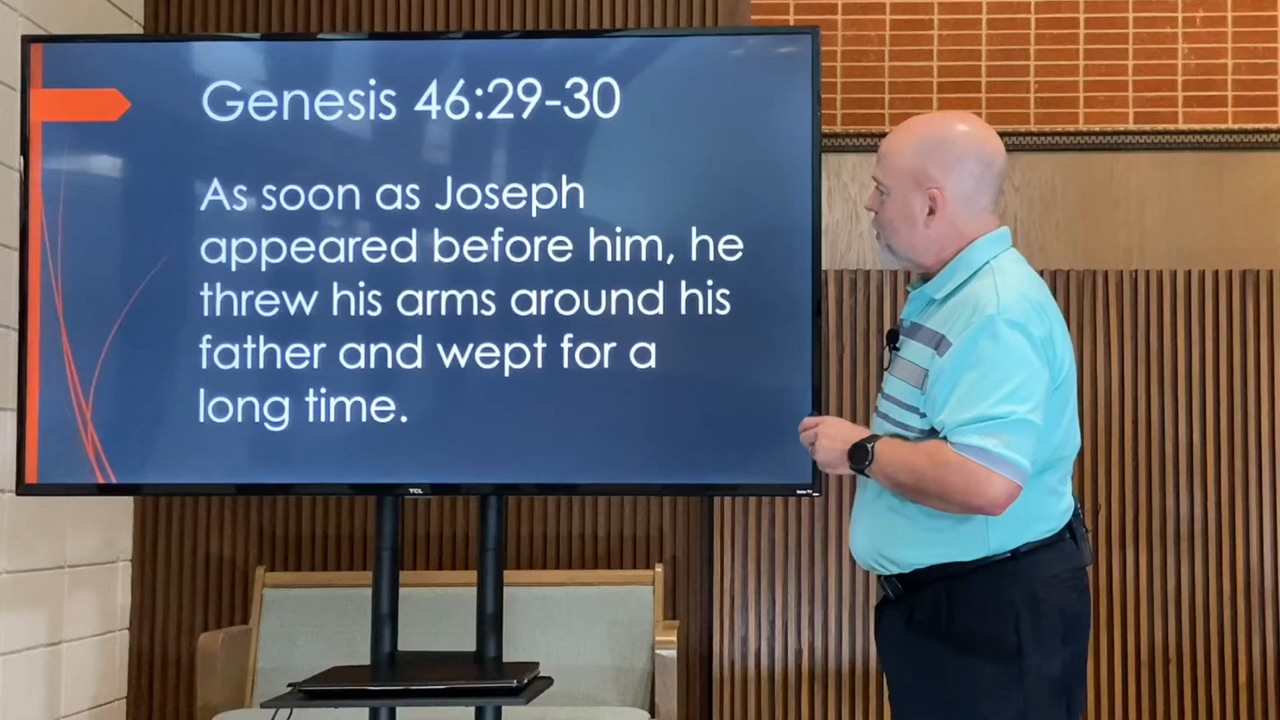 Genesis 46:29-30
As soon as Joseph
appeared before him, he
threw his arms around his
father and wept for a
long time.
TCL